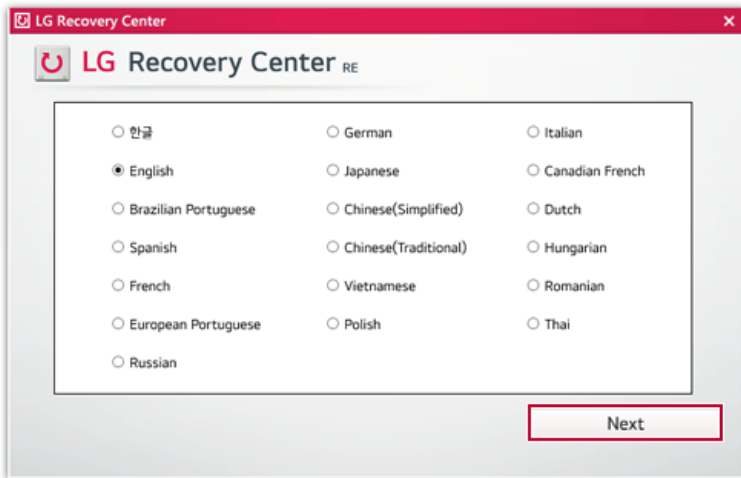 LG Recovery Center
LG Recovery Center RE
한글 German Italian
English Japanese Canadian French
Brazilian Portuguese Chinese(Simplified) Dutch
Spanish Chinese(Traditional) Hungarian
French Vietnamese Romanian
European Portuguese Polish Thai
Russian
Next